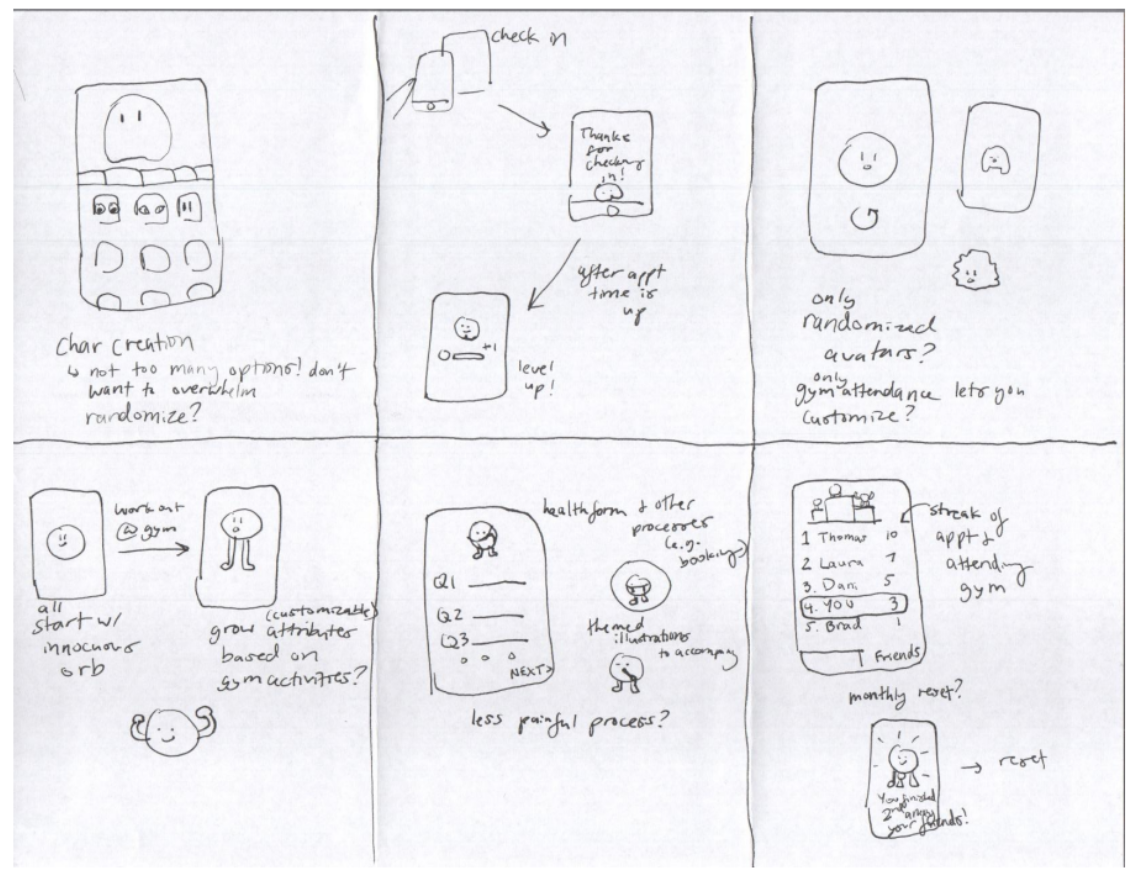 Char Creation
↳ not too many options! don't
want to overwhelm
randomize?
check in
Thanks
for
checking
in!
after appt
time is
up
+1
level
up!
only
randomized
avatars?
only
gym attendance lets you
customize?
all
start w/
innocuous
orb
work out
@ gym
grow (customizable)
attributes
based on
gym activities?
Q1
Q2
Q3
NEXT>
health form & other
processes
(e.g.
booking)
themed
illustrations
to accompany
less painful process?
1 Thomas 10
2 Laura 7
3. Dan 5
4. YOU 3
5. Brad 1
Friends
streak of
appt &
attending
gym
monthly reset?
You finished
2nd among
your friends!
→ reset